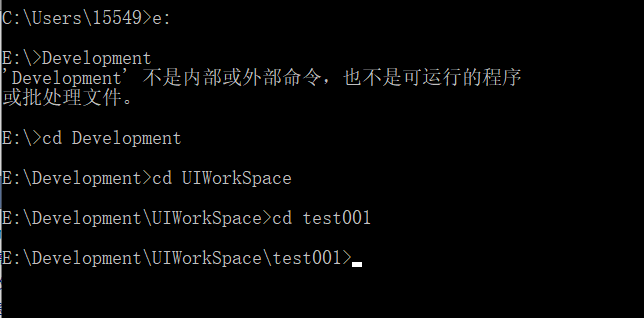 C:\Users\15549>e:
E:\>Development
'Development' 不是内部或外部命令，也不是可运行的程序
或批处理文件。
E:\>cd Development
E:\Development>cd UIWorkSpace
E:\Development\UIWorkSpace>cd test001
E:\Development\UIWorkSpace\test001>